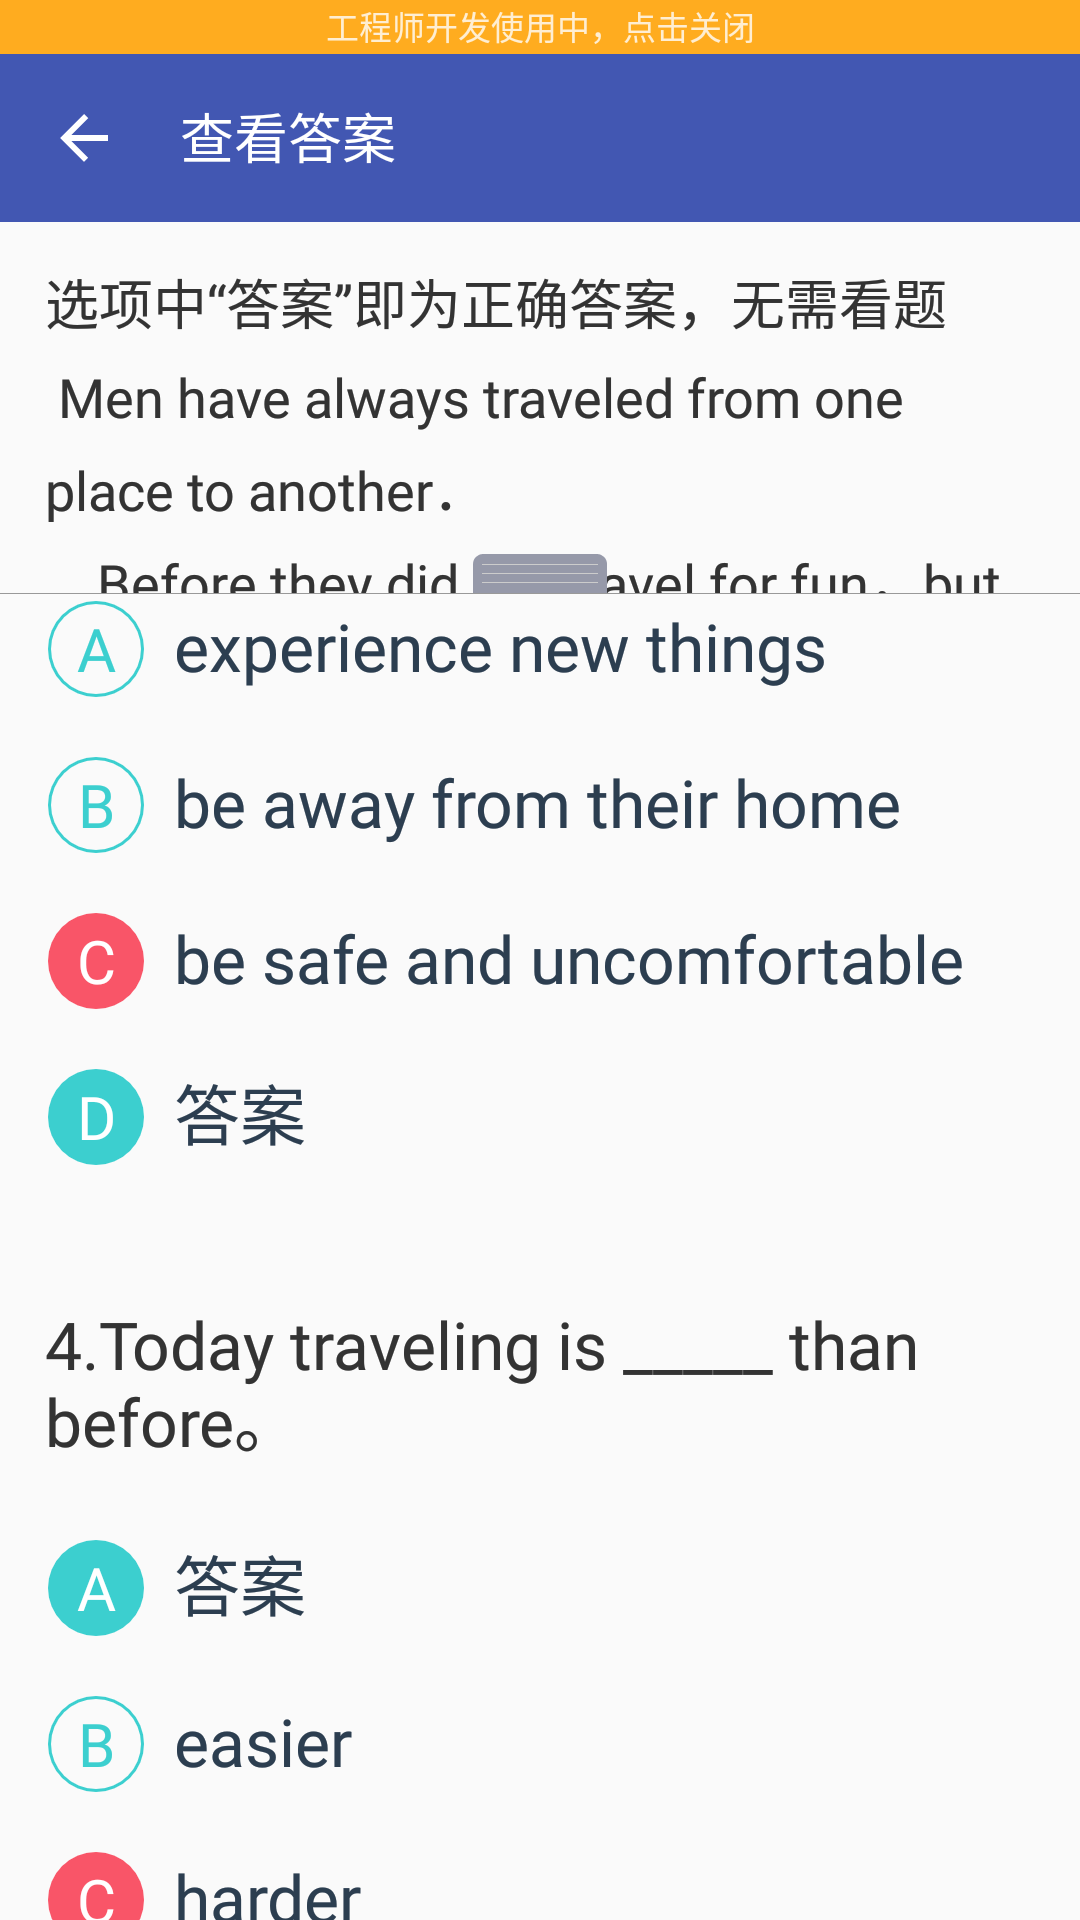 工程师开发使用中，点击关闭
查看答案
选项中“答案”即为正确答案，无需看题
Men have always traveled from one
place to another．
Before they did avel for fun．but
A experience new things
B be away from their home
C be safe and uncomfortable
D 答案
4.Today traveling is _____ than
before。
A 答案
B easier
C harder